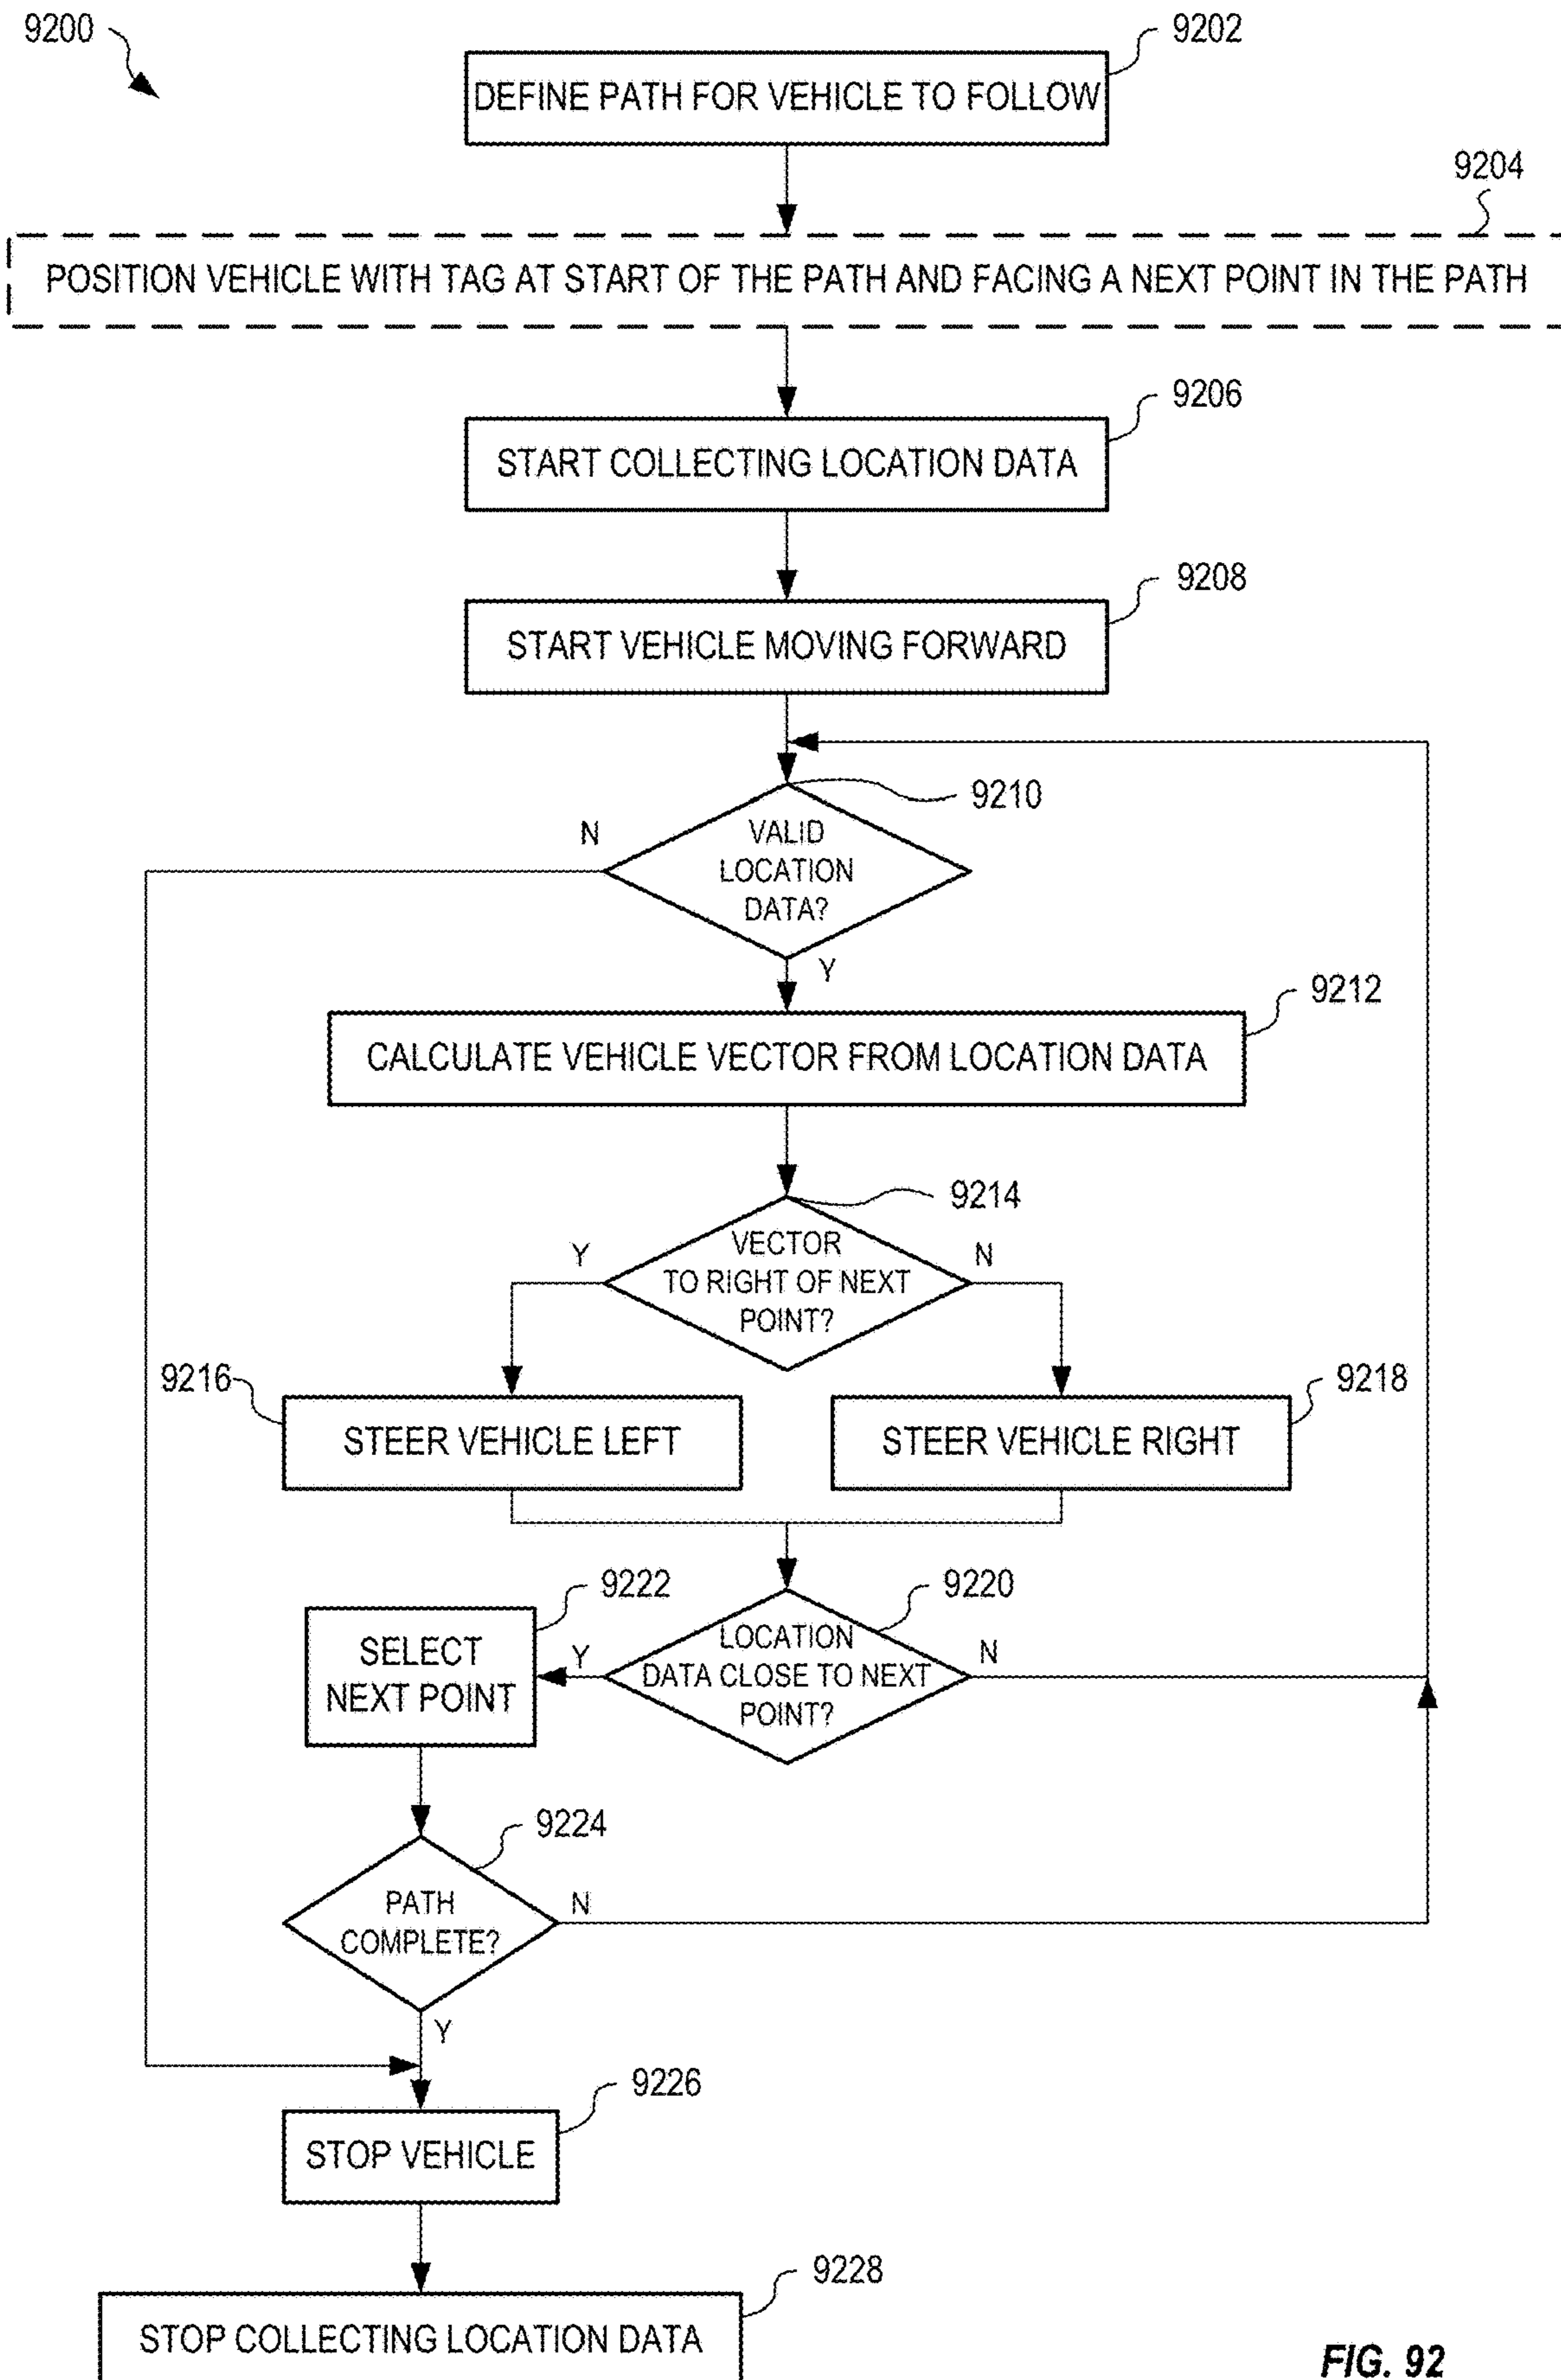 9200
9202
DEFINE PATH FOR VEHICLE TO FOLLOW
9204
POSITION VEHICLE WITH TAG AT START OF THE PATH AND FACING A NEXT POINT IN THE PATH
9206
START COLLECTING LOCATION DATA
9208
START VEHICLE MOVING FORWARD
9210
N
VALID
LOCATION
DATA?
Y
9212
CALCULATE VEHICLE VECTOR FROM LOCATION DATA
9214
Y
VECTOR
TO RIGHT OF NEXT
POINT?
N
9216
STEER VEHICLE LEFT
9218
STEER VEHICLE RIGHT
9222
SELECT
NEXT POINT
9220
Y
LOCATION
DATA CLOSE TO NEXT
POINT?
N
9224
PATH
COMPLETE?
N
Y
9226
STOP VEHICLE
9228
STOP COLLECTING LOCATION DATA
FIG. 92